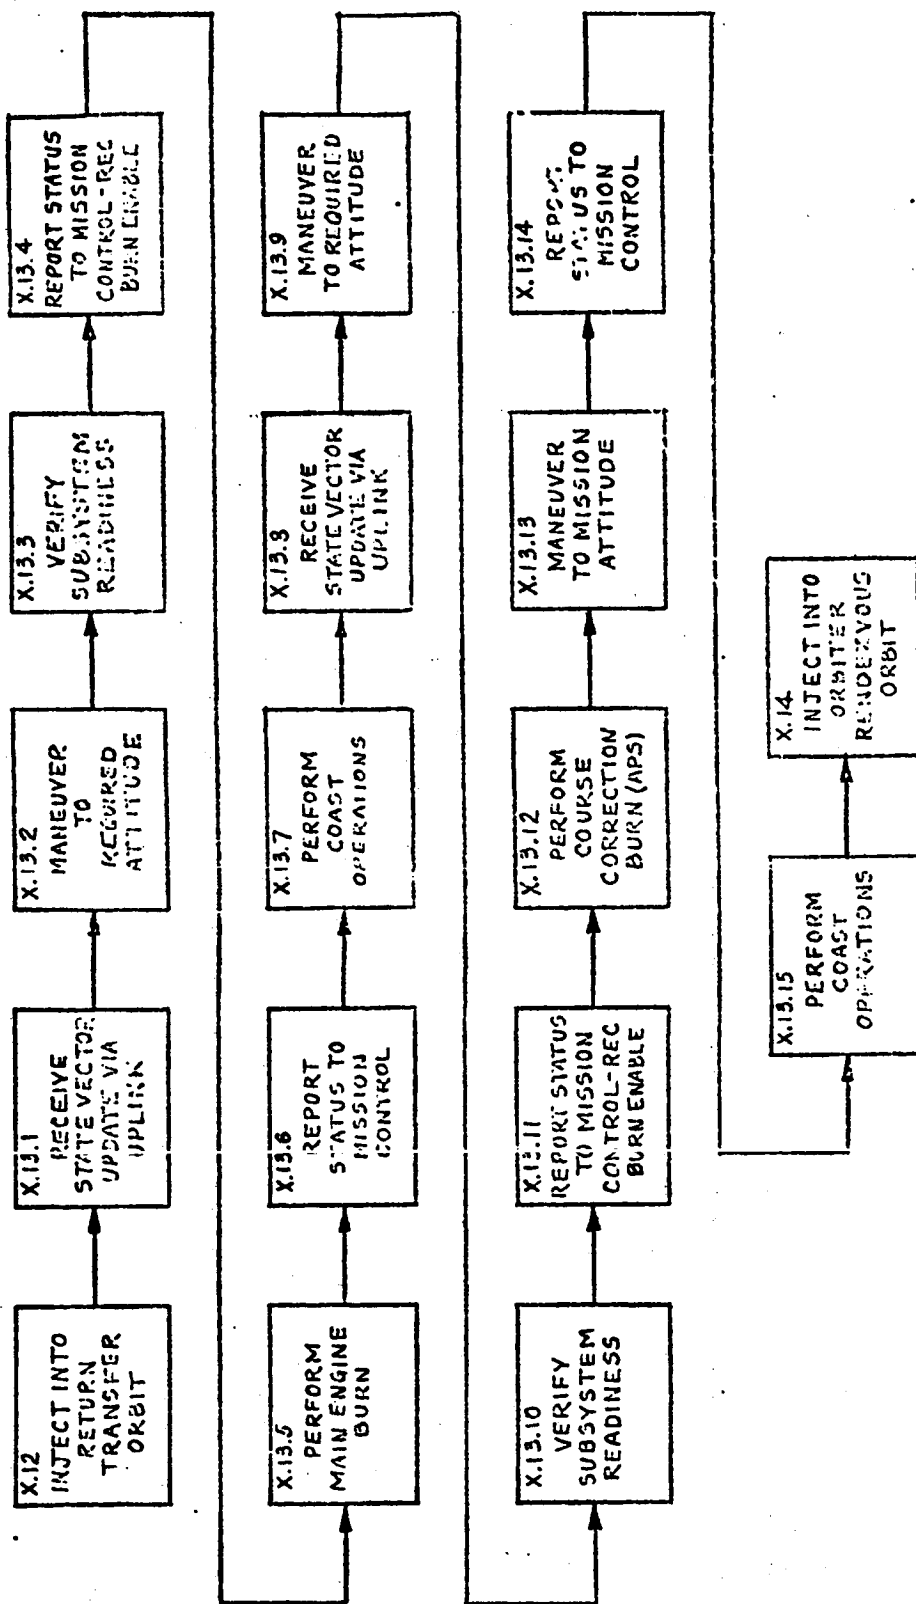 X.12
INJECT INTO
RETURN
TRANSFER
ORBIT
X.13.1
RECEIVE
STATE VECTOR
UPDATE VIA
UPLINK
X.13.2
MANEUVER
TO
REQUIRED
ATTITUDE
X.13.3
VERIFY
SUBSYSTEM
READINESS
X.13.4
REPORT STATUS
TO MISSION
CONTROL-REC
BURN ENABLE
X.13.5
PERFORM
MAIN ENGINE
BURN
X.13.6
REPORT
STATUS TO
MISSION
CONTROL
X.13.7
PERFORM
COAST
OPERATIONS
X.13.8
RECEIVE
STATE VECTOR
UPDATE VIA
UPLINK
X.13.9
MANEUVER
TO REQUIRED
ATTITUDE
X.13.10
VERIFY
SUBSYSTEM
READINESS
X.13.11
REPORT STATUS
TO MISSION
CONTROL-REC
BURN ENABLE
X.13.12
PERFORM
COURSE
CORRECTION
BURN (APS)
X.13.13
MANEUVER
TO MISSION
ATTITUDE
X.13.14
REPORT
STATUS TO
MISSION
CONTROL
X.13.15
PERFORM
COAST
OPERATIONS
X.14
INJECT INTO
ORBITER
RENDEZVOUS
ORBIT